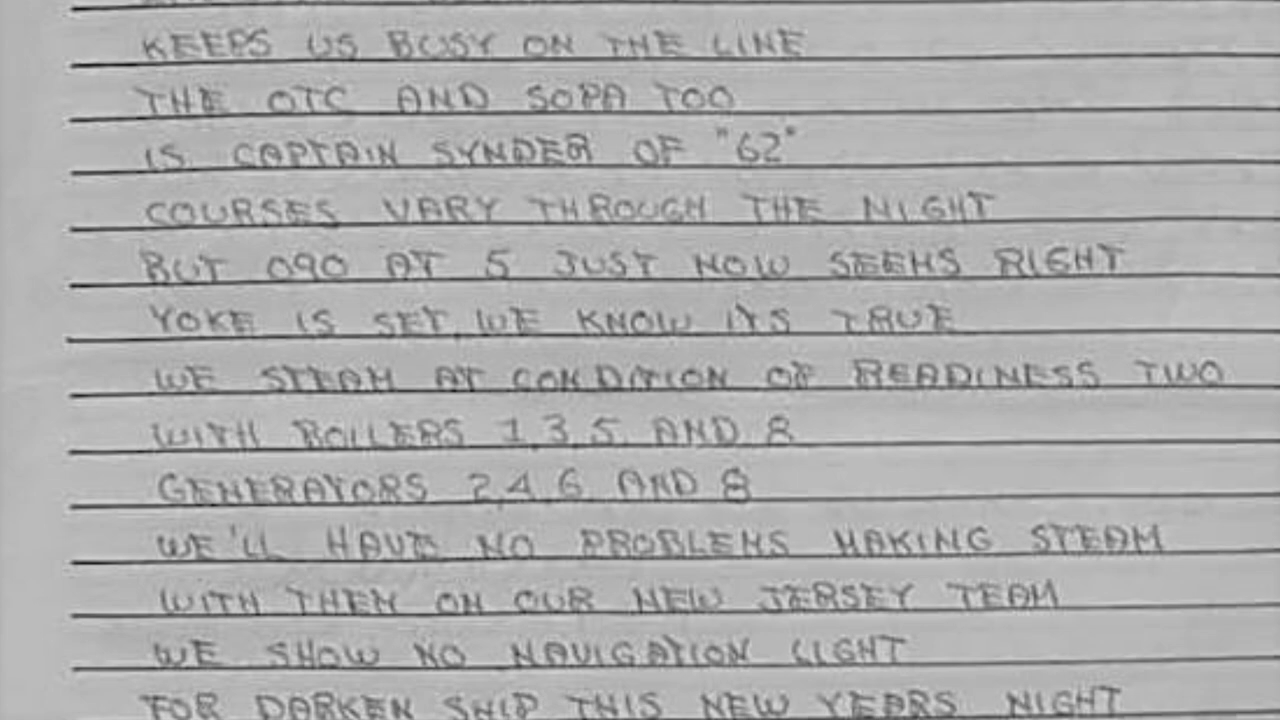 KEEPS US BUSY ON THE LINE
THE OTC AND SOPA TOO
IS CAPTAIN SYNDER OF "62"
COURSES VARY THROUGH THE NIGHT
BUT 090 AT 5 JUST NOW SEEMS RIGHT
YOKE IS SET, WE KNOW ITS TRUE
WE STEAM AT CONDITION OF READINESS TWO
WITH BOILERS 1,3,5, AND 8
GENERATORS 2,4,6 AND 8
WE'LL HAVE NO PROBLEMS MAKING STEAM
WITH THEM ON OUR NEW JERSEY TEAM
WE SHOW NO NAVIGATION LIGHT
FOR DARKEN SHIP THIS NEW YEARS NIGHT